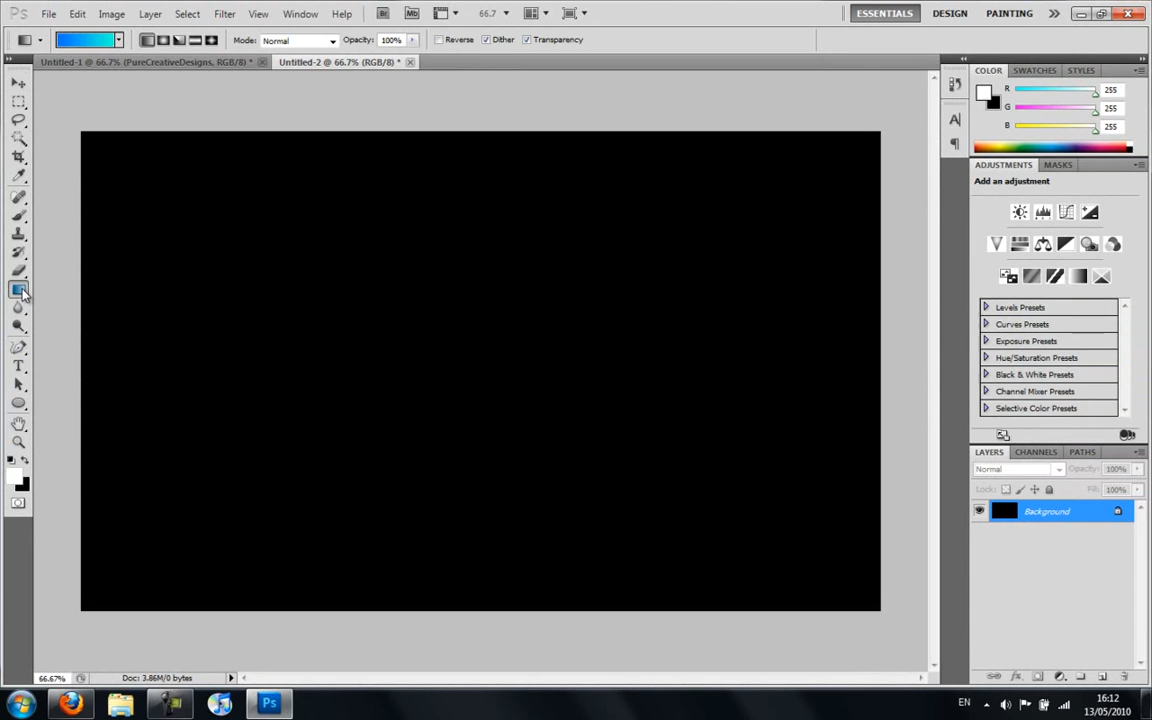 Ps File Edit Image Layer Select Filter View Window Help Br Mb 66.7 ESSENTIALS DESIGN PAINTING
Mode: Normal Opacity: 100% Reverse Dither Transparency
Untitled-1 @ 66.7% (PureCreativeDesigns, RGB/8) * Untitled-2 @ 66.7% (RGB/8) *
COLOR SWATCHES STYLES
R 255
G 255
B 255
ADJUSTMENTS MASKS
Add an adjustment
Levels Presets
Curves Presets
Exposure Presets
Hue/Saturation Presets
Black & White Presets
Channel Mixer Presets
Selective Color Presets
LAYERS CHANNELS PATHS
Normal Opacity: 100%
Lock: Fill: 100%
Background
66.67% Doc: 3.86M/0 bytes
Ps EN 16:12
13/05/2010